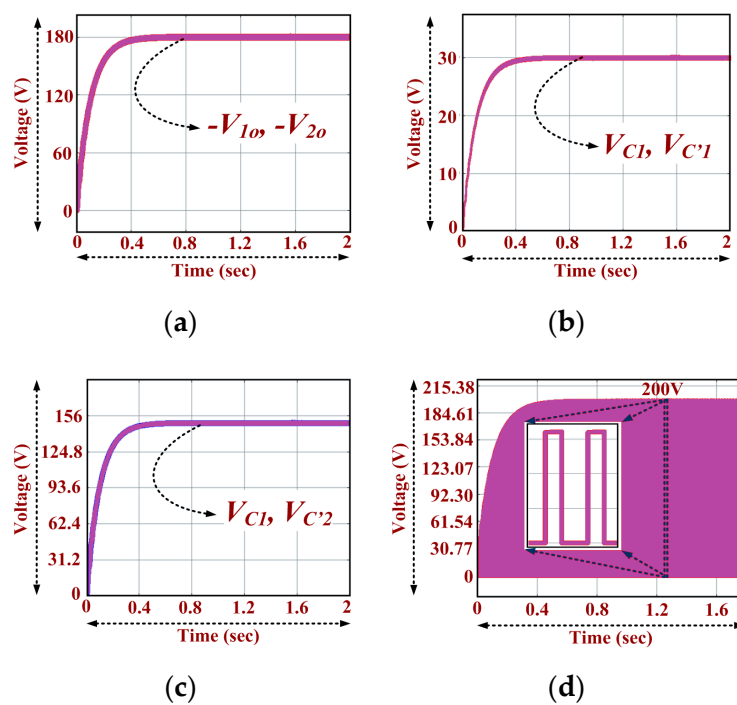 Voltage (V)
180
120
60
0
-V1o, -V2o
0 0.4 0.8 1.2 1.6 2
Time (sec)
(a)
Voltage (V)
30
20
10
0
VC1, VC'1
0 0.4 0.8 1.2 1.6 2
Time (sec)
(b)
Voltage (V)
156
124.8
93.6
62.4
31.2
0
VC1, VC'2
0 0.4 0.8 1.2 1.6 2
Time (sec)
(c)
Voltage (V)
215.38
184.61
153.84
123.07
92.30
61.54
30.77
0
200V
0 0.4 0.8 1.2 1.6
Time (sec)
(d)